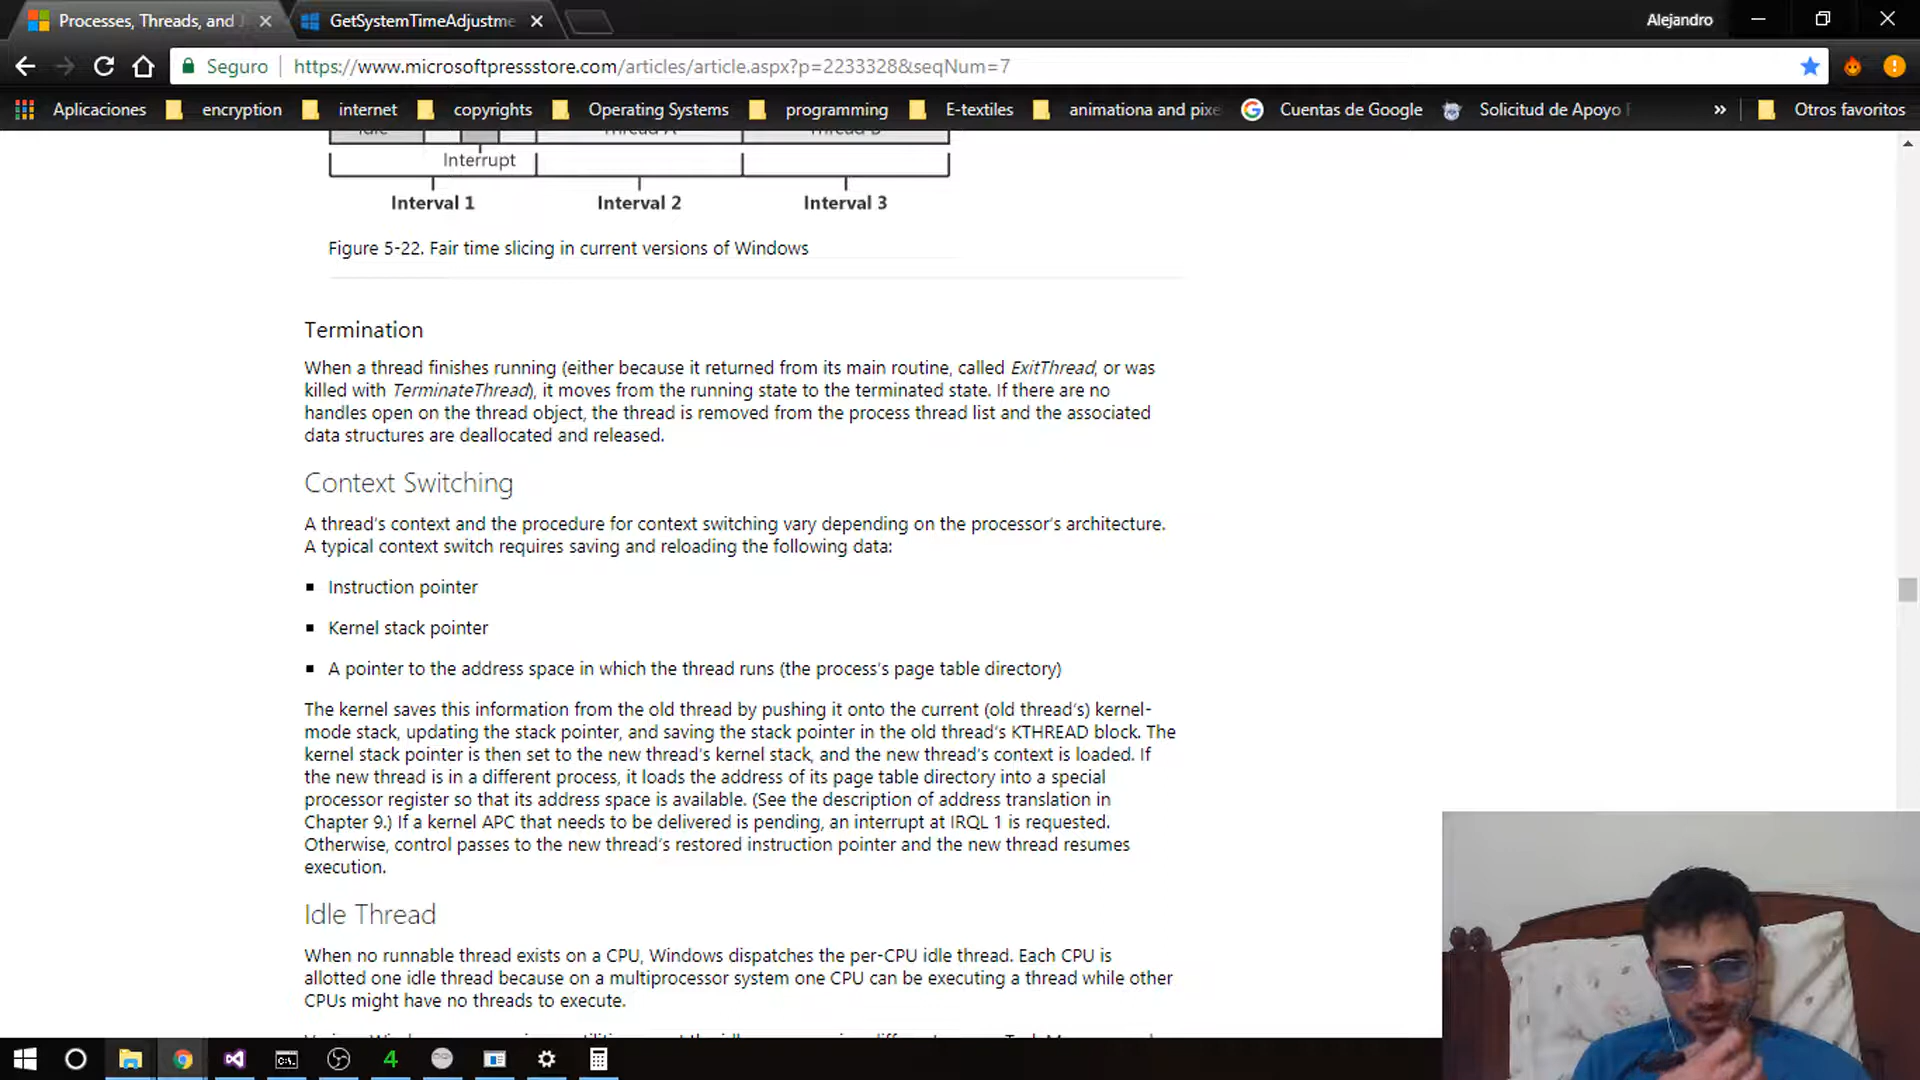 Processes, Threads, and J
GetSystemTimeAdjustme
Alejandro
Seguro
https://www.microsoftpressstore.com/articles/article.aspx?p=2233328&seqNum=7
Aplicaciones
encryption
internet
copyrights
Operating Systems
programming
E-textiles
animationa and pixe
Cuentas de Google
Solicitud de Apoyo
»
Otros favoritos
Idle
Thread A
Thread B
Interrupt
Interval 1
Interval 2
Interval 3
Figure 5-22. Fair time slicing in current versions of Windows
Termination
When a thread finishes running (either because it returned from its main routine, called ExitThread, or was
killed with TerminateThread), it moves from the running state to the terminated state. If there are no
handles open on the thread object, the thread is removed from the process thread list and the associated
data structures are deallocated and released.
Context Switching
A thread's context and the procedure for context switching vary depending on the processor's architecture.
A typical context switch requires saving and reloading the following data:
Instruction pointer
Kernel stack pointer
A pointer to the address space in which the thread runs (the process's page table directory)
The kernel saves this information from the old thread by pushing it onto the current (old thread's) kernel-
mode stack, updating the stack pointer, and saving the stack pointer in the old thread's KTHREAD block. The
kernel stack pointer is then set to the new thread's kernel stack, and the new thread's context is loaded. If
the new thread is in a different process, it loads the address of its page table directory into a special
processor register so that its address space is available. (See the description of address translation in
Chapter 9.) If a kernel APC that needs to be delivered is pending, an interrupt at IRQL 1 is requested.
Otherwise, control passes to the new thread's restored instruction pointer and the new thread resumes
execution.
Idle Thread
When no runnable thread exists on a CPU, Windows dispatches the per-CPU idle thread. Each CPU is
allotted one idle thread because on a multiprocessor system one CPU can be executing a thread while other
CPUs might have no threads to execute.
4